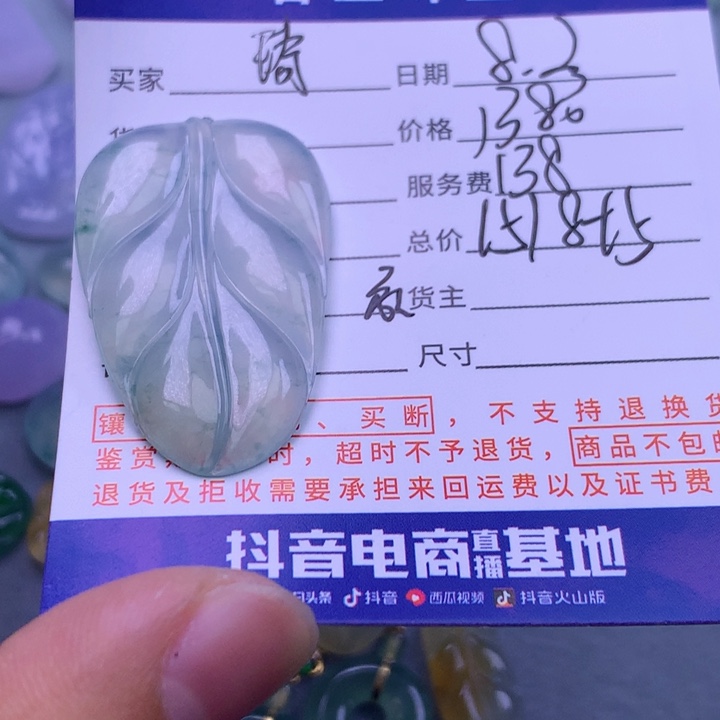 买家 琦 日期 8.3
价格 1380
服务费 138
总价 1518
货主
尺寸
镶 、买断,不支持退换货
鉴赏 时,超时不予退货,商品不包邮
退货及拒收需要承担来回运费以及证书费
抖音电商直播基地
头条 抖音 西瓜视频 抖音火山版